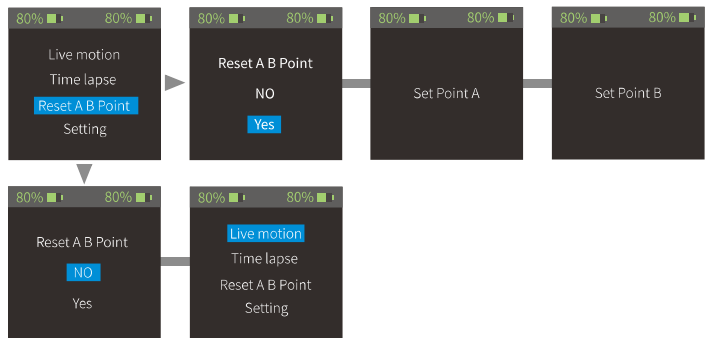 80% 80%
Live motion
Time lapse
Reset A B Point
Setting
80% 80%
Reset A B Point
NO
Yes
80% 80%
Set Point A
80% 80%
Set Point B
80% 80%
Reset A B Point
NO
Yes
80% 80%
Live motion
Time lapse
Reset A B Point
Setting